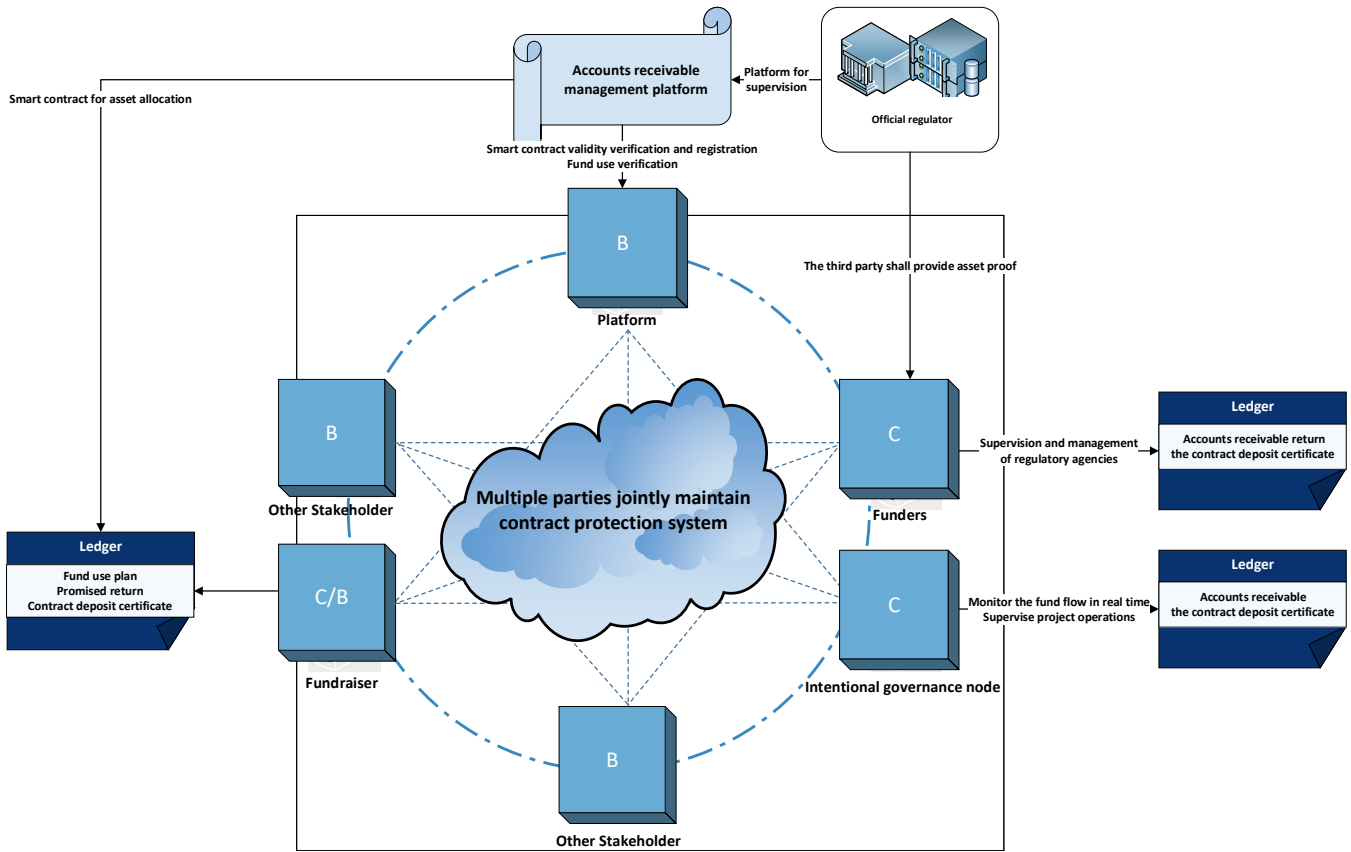 Accounts receivable
management platform
Platform for
supervision
Official regulator
Smart contract for asset allocation
Smart contract validity verification and registration
Fund use verification
B
Platform
The third party shall provide asset proof
B
Other Stakeholder
C
Funders
Supervision and management
of regulatory agencies
Ledger
Accounts receivable return
the contract deposit certificate
Multiple parties jointly maintain
contract protection system
Ledger
Fund use plan
Promised return
Contract deposit certificate
C/B
Fundraiser
C
Intentional governance node
Monitor the fund flow in real time
Supervise project operations
Ledger
Accounts receivable
the contract deposit certificate
B
Other Stakeholder